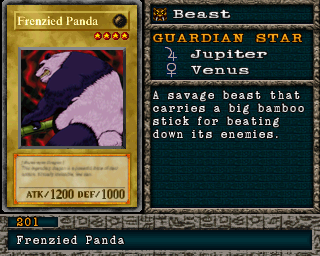 Frenzied Panda
ATK/1200 DEF/1000
Beast
GUARDIAN STAR
♃ Jupiter
♀ Venus
A savage beast that
carries a big bamboo
stick for beating
down its enemies.
201
Frenzied Panda